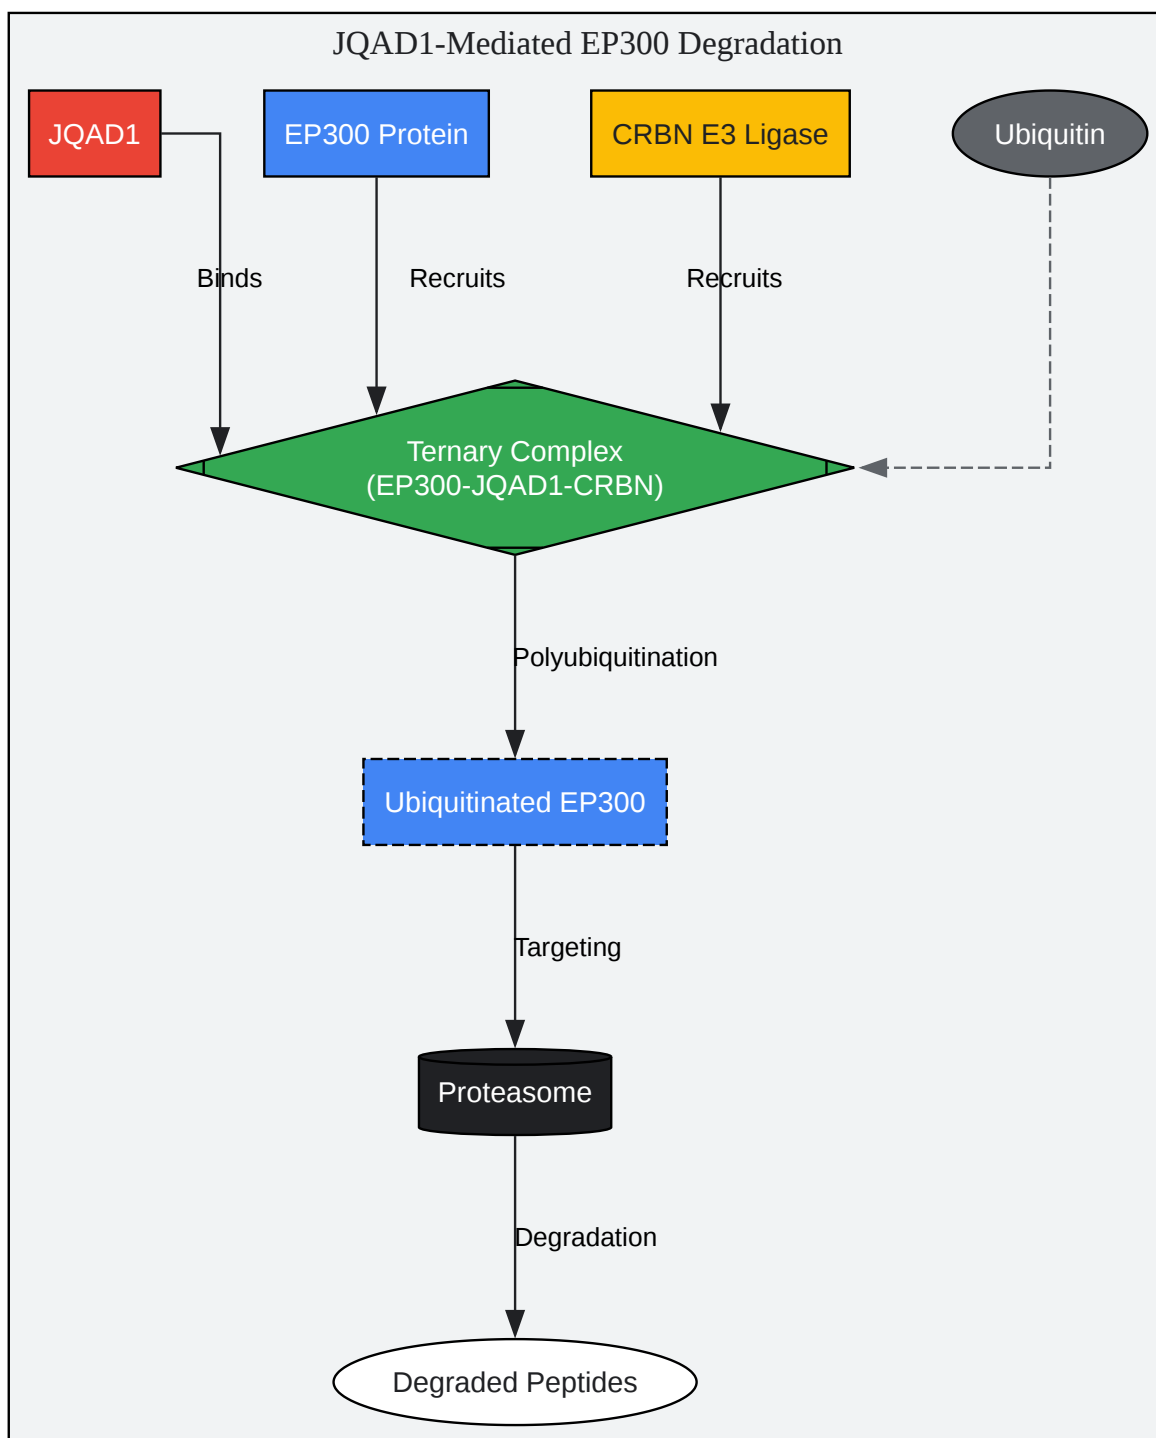 JQAD1-Mediated EP300 Degradation
JQAD1
EP300 Protein
CRBN E3 Ligase
Ubiquitin
Binds
Recruits
Recruits
Ternary Complex
(EP300-JQAD1-CRBN)
Polyubiquitination
Ubiquitinated EP300
Targeting
Proteasome
Degradation
Degraded Peptides